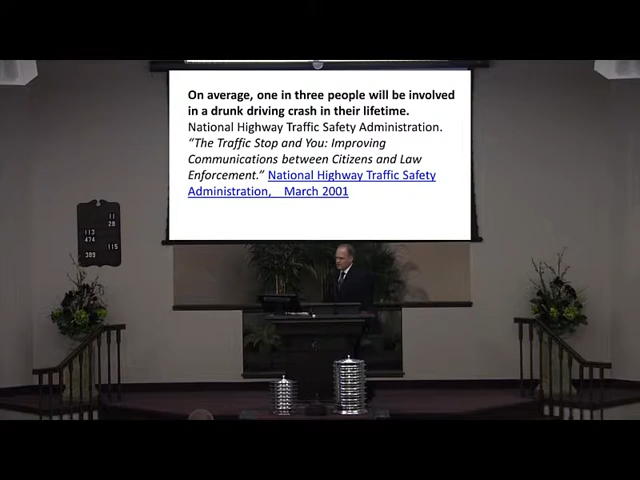 On average, one in three people will be involved
in a drunk driving crash in their lifetime.
National Highway Traffic Safety Administration.
“The Traffic Stop and You: Improving
Communications between Citizens and Law
Enforcement.” National Highway Traffic Safety
Administration, March 2001
11
28
113
474
115
389